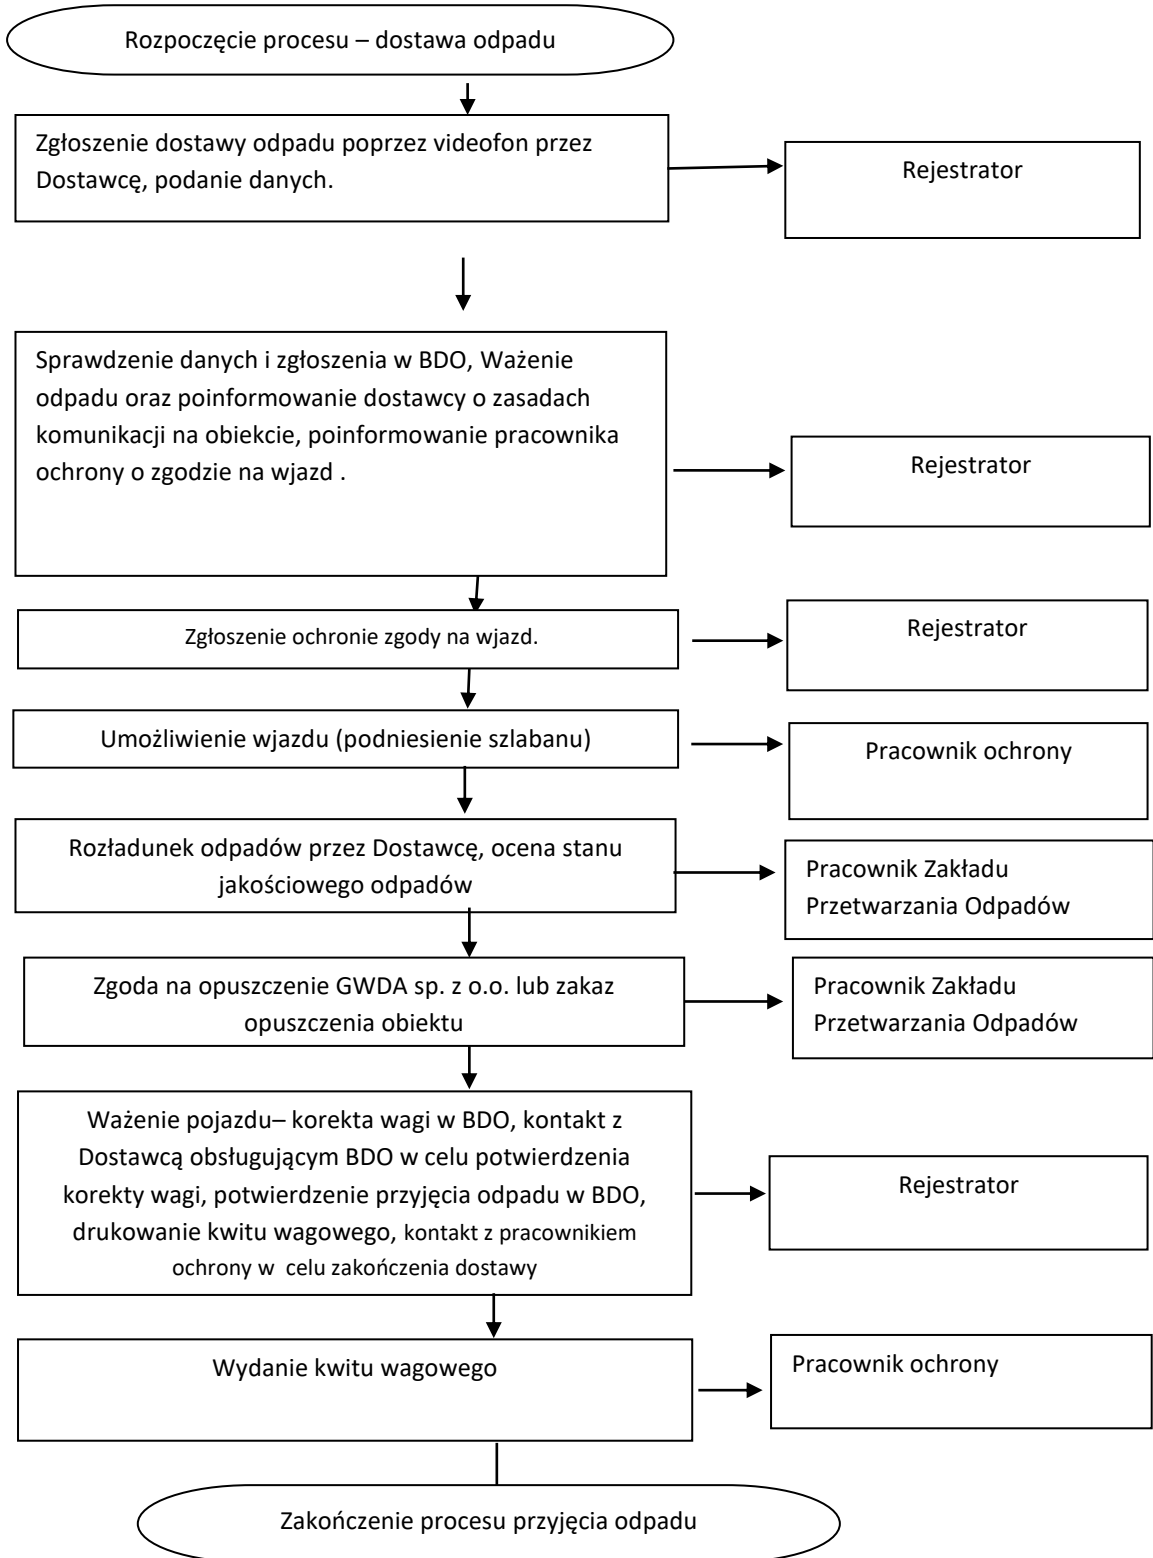 Rozpoczęcie procesu – dostawa odpadu
Zgłoszenie dostawy odpadu poprzez videofon przez
Dostawcę, podanie danych.
Rejestrator
Sprawdzenie danych i zgłoszenia w BDO, Ważenie
odpadu oraz poinformowanie dostawcy o zasadach
komunikacji na obiekcie, poinformowanie pracownika
ochrony o zgodzie na wjazd .
Rejestrator
Zgłoszenie ochronie zgody na wjazd.
Rejestrator
Umożliwienie wjazdu (podniesienie szlabanu)
Pracownik ochrony
Rozładunek odpadów przez Dostawcę, ocena stanu
jakościowego odpadów
Pracownik Zakładu
Przetwarzania Odpadów
Zgoda na opuszczenie GWDA sp. z o.o. lub zakaz
opuszczenia obiektu
Pracownik Zakładu
Przetwarzania Odpadów
Ważenie pojazdu– korekta wagi w BDO, kontakt z
Dostawcą obsługującym BDO w celu potwierdzenia
korekty wagi, potwierdzenie przyjęcia odpadu w BDO,
drukowanie kwitu wagowego, kontakt z pracownikiem
ochrony w celu zakończenia dostawy
Rejestrator
Wydanie kwitu wagowego
Pracownik ochrony
Zakończenie procesu przyjęcia odpadu